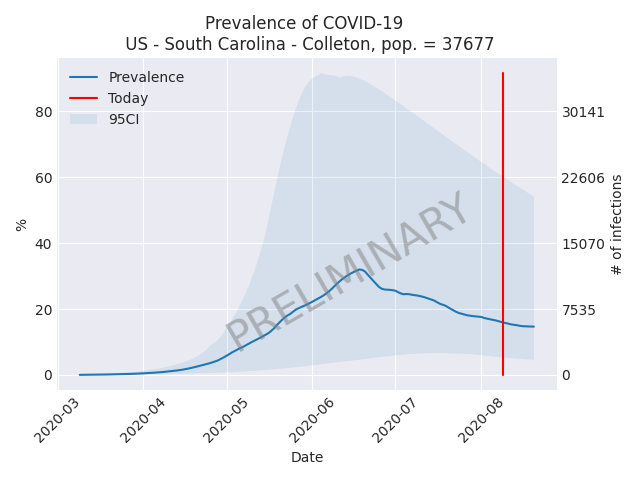 Prevalence of COVID-19
US - South Carolina - Colleton, pop. = 37677
Prevalence
Today
95CI
PRELIMINARY
%
80
60
40
20
0
30141
22606
15070
7535
0
# of infections
2020-03
2020-04
2020-05
2020-06
2020-07
2020-08
Date